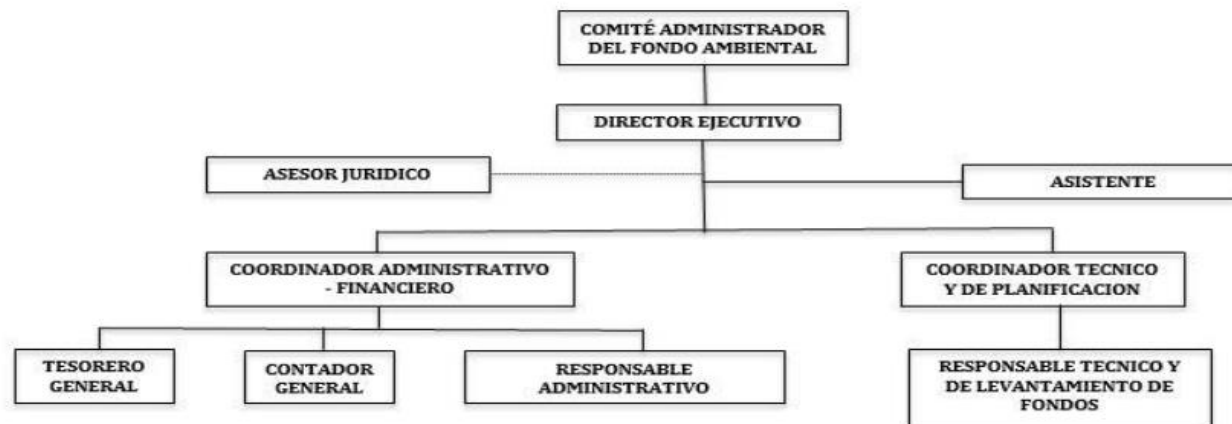 COMITÉ ADMINISTRADOR
DEL FONDO AMBIENTAL
DIRECTOR EJECUTIVO
ASESOR JURIDICO
ASISTENTE
COORDINADOR ADMINISTRATIVO
- FINANCIERO
COORDINADOR TECNICO
Y DE PLANIFICACION
TESORERO
GENERAL
CONTADOR
GENERAL
RESPONSABLE
ADMINISTRATIVO
RESPONSABLE TECNICO Y
DE LEVANTAMIENTO DE
FONDOS